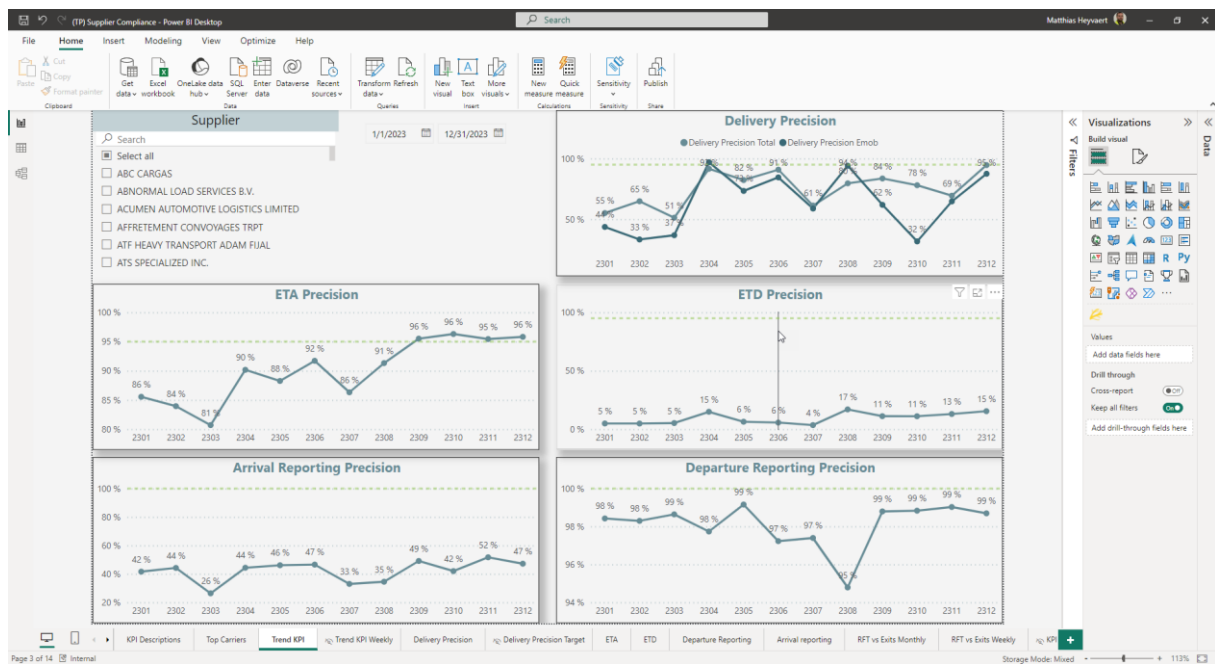 (TP) Supplier Compliance - Power BI Desktop
Search
Matthias Heyvaert
File Home Insert Modeling View Optimize Help
Paste
Cut
Copy
Format painter
Clipboard
Get data
Excel workbook
OneLake data hub
SQL Server
Enter data
Dataverse
Recent sources
Data
Transform data
Refresh
Queries
New visual
Text box
More visuals
Insert
New measure
Quick measure
Calculations
Sensitivity
Sensitivity
Publish
Share
Supplier
Search
Select all
ABC CARGAS
ABNORMAL LOAD SERVICES B.V.
ACUMEN AUTOMOTIVE LOGISTICS LIMITED
AFFRETEMENT CONVOYAGES TRPT
ATF HEAVY TRANSPORT ADAM FIJAL
ATS SPECIALIZED INC.
1/1/2023 12/31/2023
Delivery Precision
Delivery Precision Total Delivery Precision Emob
100 %
50 %
55 % 65 % 51 % 82 % 91 % 61 % 84 % 78 % 69 % 95 %
33 % 37 % 94 % 62 % 32 %
2301 2302 2303 2304 2305 2306 2307 2308 2309 2310 2311 2312
ETA Precision
100 %
95 %
90 %
85 %
80 %
86 % 84 % 81 % 90 % 88 % 92 % 86 % 91 % 96 % 96 % 95 % 96 %
2301 2302 2303 2304 2305 2306 2307 2308 2309 2310 2311 2312
ETD Precision
100 %
50 %
0 %
5 % 5 % 5 % 15 % 6 % 6 % 4 % 17 % 11 % 11 % 13 % 15 %
2301 2302 2303 2304 2305 2306 2307 2308 2309 2310 2311 2312
Arrival Reporting Precision
100 %
80 %
60 %
40 %
20 %
42 % 44 % 26 % 44 % 46 % 47 % 33 % 35 % 49 % 42 % 52 % 47 %
2301 2302 2303 2304 2305 2306 2307 2308 2309 2310 2311 2312
Departure Reporting Precision
100 %
98 %
96 %
94 %
98 % 98 % 99 % 98 % 99 % 97 % 97 % 95 % 99 % 99 % 99 % 99 %
2301 2302 2303 2304 2305 2306 2307 2308 2309 2310 2311 2312
Filters
Visualizations
Build visual
R Py
123
Values
Add data fields here
Drill through
Cross-report Off
Keep all filters On
Add drill-through fields here
Data
KPI Descriptions Top Carriers Trend KPI Trend KPI Weekly Delivery Precision Delivery Precision Target ETA ETD Departure Reporting Arrival reporting RFT vs Exits Monthly RFT vs Exits Weekly KPI
Page 3 of 14 Internal
Storage Mode: Mixed 113%